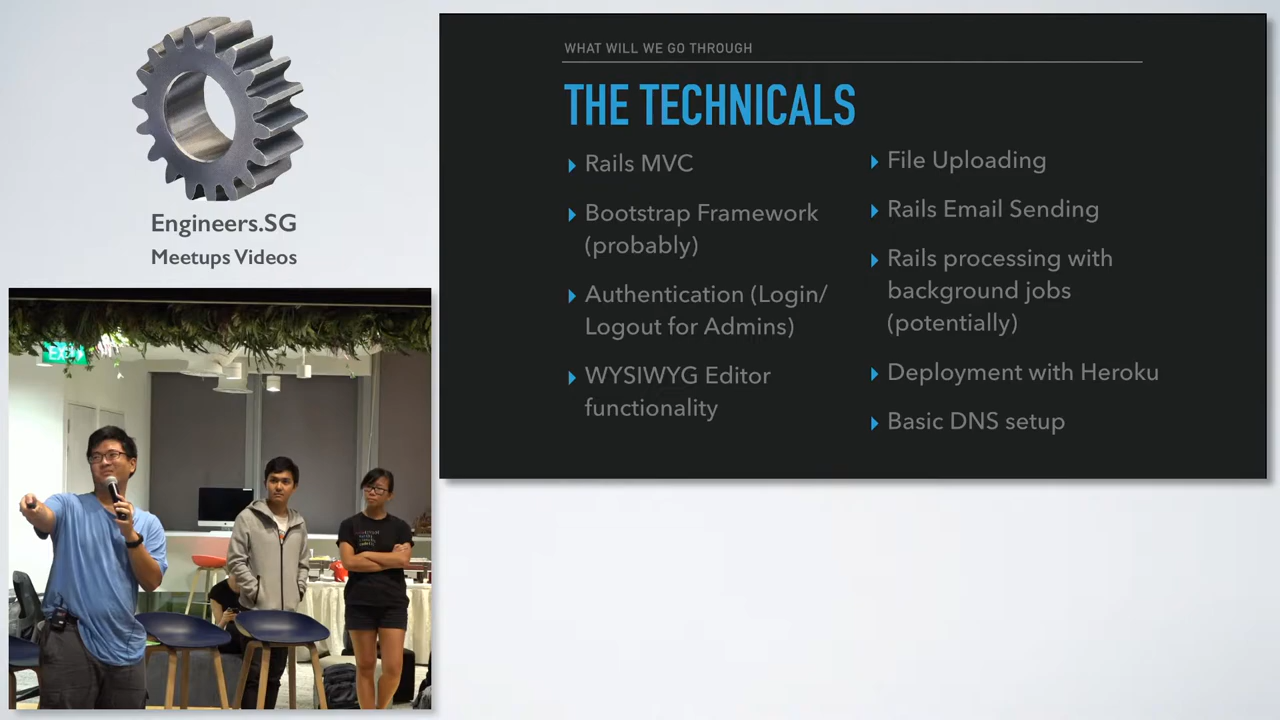 Engineers.SG
Meetups Videos
EXIT
WHAT WILL WE GO THROUGH
THE TECHNICALS
Rails MVC
Bootstrap Framework
(probably)
Authentication (Login/
Logout for Admins)
WYSIWYG Editor
functionality
File Uploading
Rails Email Sending
Rails processing with
background jobs
(potentially)
Deployment with Heroku
Basic DNS setup